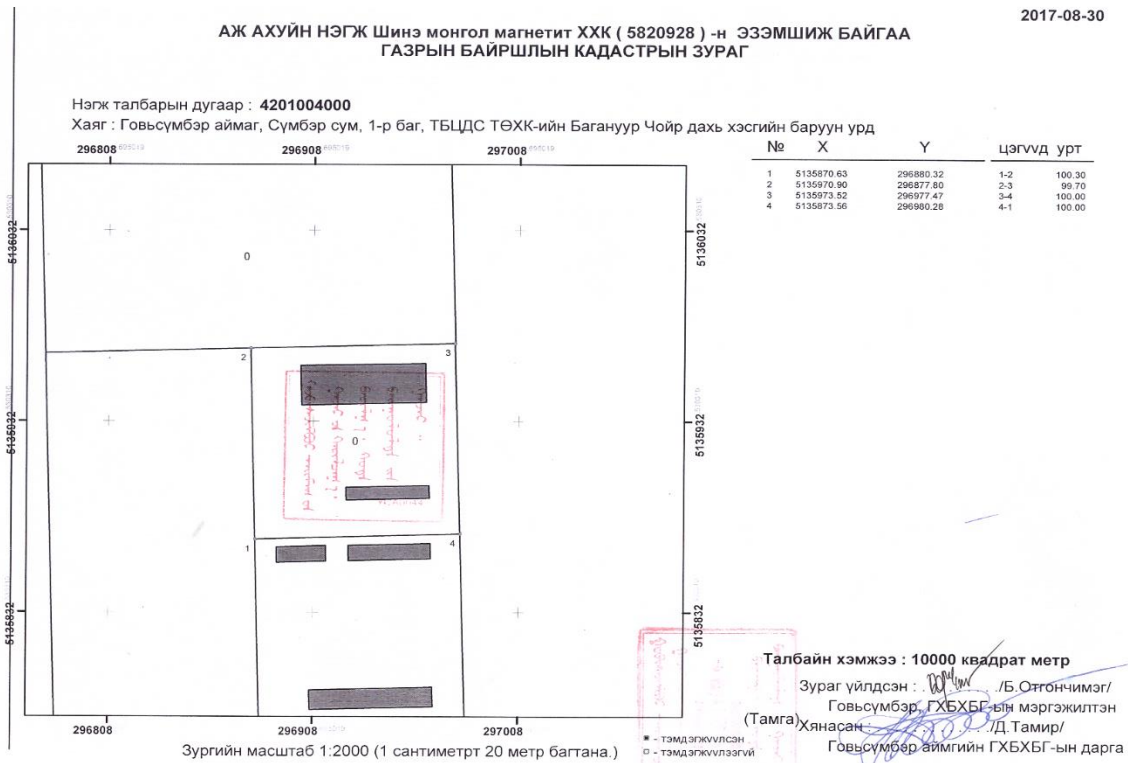 2017-08-30
АЖ АХУЙН НЭГЖ Шинэ монгол магнетит ХХК ( 5820928 ) -н ЭЗЭМШИЖ БАЙГАА
ГАЗРЫН БАЙРШЛЫН КАДАСТРЫН ЗУРАГ
Нэгж талбарын дугаар : 4201004000
Хаяг : Говьсүмбэр аймаг, Сүмбэр сум, 1-р баг, ТБЦДС ТӨХК-ийн Багануур Чойр дахь хэсгийн баруун урд
296808 296908 297008
№ X Y цэгүүд урт
1 5135870.63 296880.32 1-2 100.30
2 5135970.90 296877.80 2-3 99.70
3 5135973.52 296977.47 3-4 100.00
4 5135873.56 296980.28 4-1 100.00
5136032 5136032
0
2 3
5135932 5135932
0
1 4
5135832 5135832
296808 296908 297008
Талбайн хэмжээ : 10000 квадрат метр
Зураг үйлдсэн : . . . ./Б.Отгончимэг/
Говьсүмбэр, ГХБХБГ-ын мэргэжилтэн
(Тамга) Хянасан : . . . ./Д.Тамир/
Говьсүмбэр аймгийн ГХБХБГ-ын дарга
- тэмдэгжүүлсэн
- тэмдэгжүүлээгүй
Зургийн масштаб 1:2000 (1 сантиметрт 20 метр багтана.)